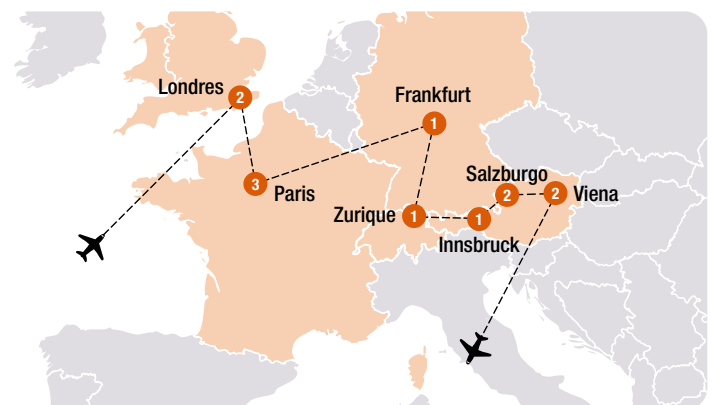 Londres
2
3
Paris
Frankfurt
1
Zurique
1
1
Innsbruck
Salzburgo
2
2
Viena